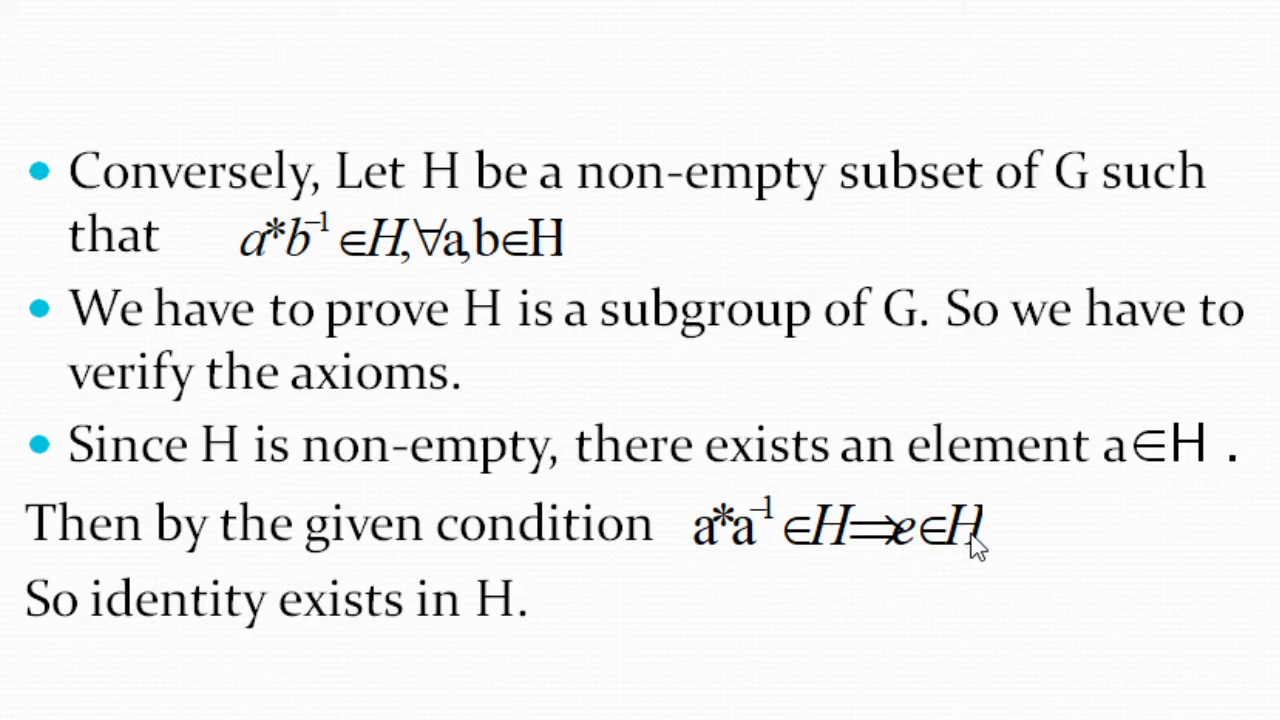 • Conversely, Let H be a non-empty subset of G such
that a*b⁻¹∈H,∀a,b∈H
• We have to prove H is a subgroup of G. So we have to
verify the axioms.
• Since H is non-empty, there exists an element a∈H .
Then by the given condition a*a⁻¹∈H⇒e∈H
So identity exists in H.